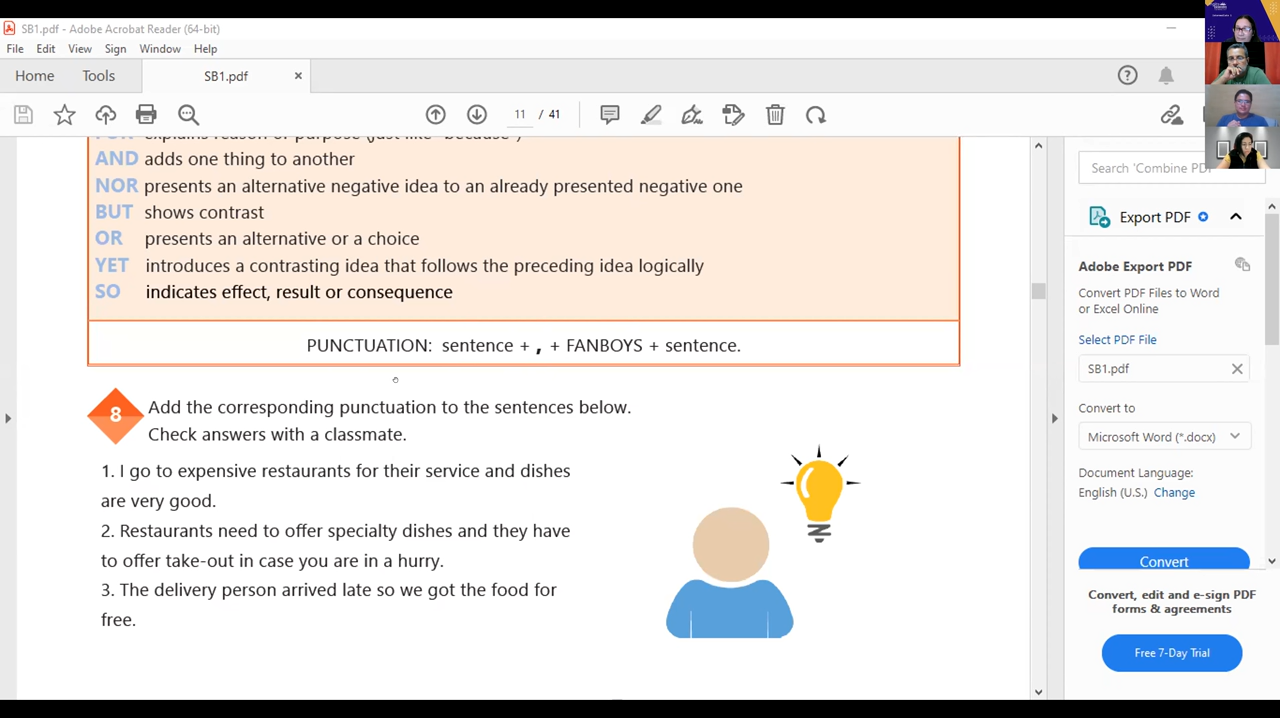 SB1.pdf - Adobe Acrobat Reader (64-bit)
File Edit View Sign Window Help
Home Tools SB1.pdf ×
11 / 41
explains reason or purpose (just like "because")
AND adds one thing to another
NOR presents an alternative negative idea to an already presented negative one
BUT shows contrast
OR presents an alternative or a choice
YET introduces a contrasting idea that follows the preceding idea logically
SO indicates effect, result or consequence
PUNCTUATION: sentence + , + FANBOYS + sentence.
8 Add the corresponding punctuation to the sentences below.
Check answers with a classmate.
1. I go to expensive restaurants for their service and dishes
are very good.
2. Restaurants need to offer specialty dishes and they have
to offer take-out in case you are in a hurry.
3. The delivery person arrived late so we got the food for
free.
Search 'Combine PD
Export PDF
Adobe Export PDF
Convert PDF Files to Word
or Excel Online
Select PDF File
SB1.pdf
Convert to
Microsoft Word (*.docx)
Document Language:
English (U.S.) Change
Convert
Convert, edit and e-sign PDF
forms & agreements
Free 7-Day Trial